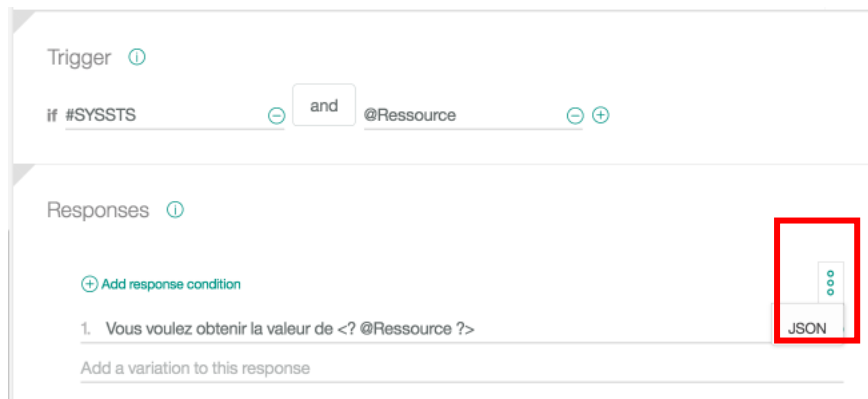 Trigger
if #SYSSTS and @Ressource
Responses
Add response condition
1. Vous voulez obtenir la valeur de <? @Ressource ?>
JSON
Add a variation to this response